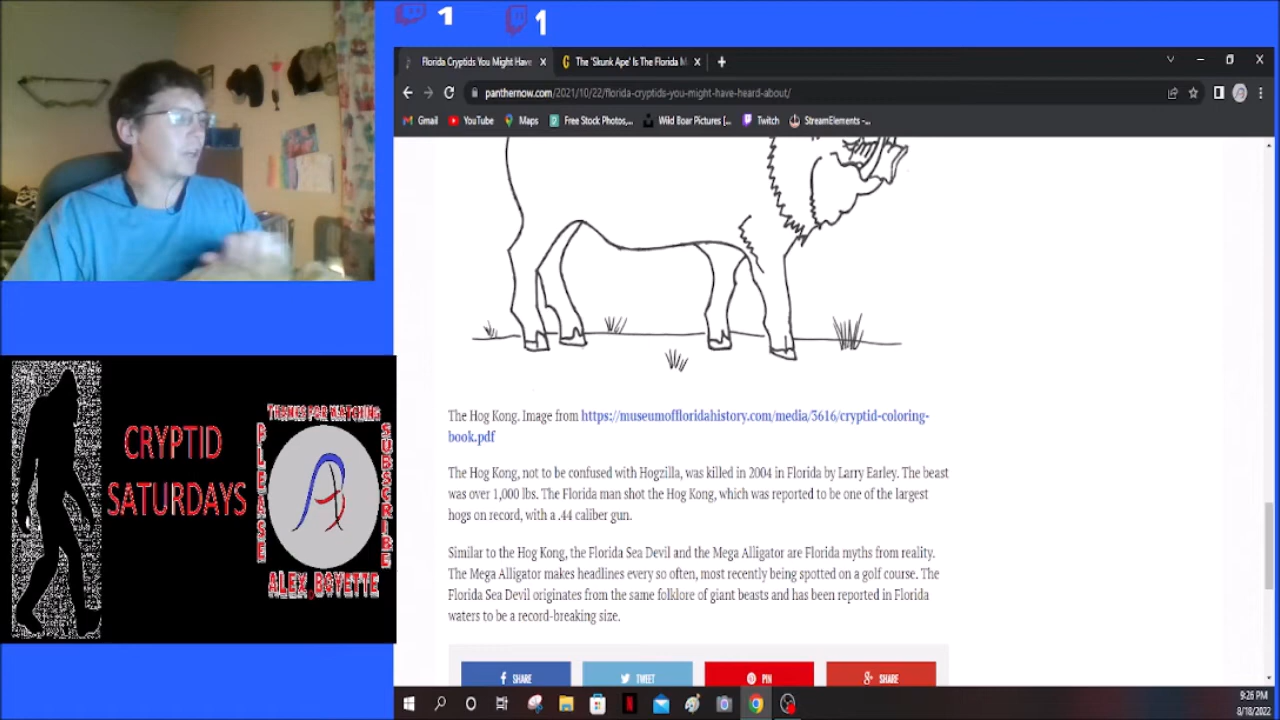 1
1
Florida Cryptids You Might Have
The 'Skunk Ape' Is The Florida M
panthernow.com/2021/10/22/florida-cryptids-you-might-have-heard-about/
Gmail
YouTube
Maps
Free Stock Photos,...
Wild Boar Pictures [...
Twitch
StreamElements -...
The Hog Kong. Image from https://museumoffloridahistory.com/media/3616/cryptid-coloring-
book.pdf
The Hog Kong, not to be confused with Hogzilla, was killed in 2004 in Florida by Larry Earley. The beast
was over 1,000 lbs. The Florida man shot the Hog Kong, which was reported to be one of the largest
hogs on record, with a .44 caliber gun.
Similar to the Hog Kong, the Florida Sea Devil and the Mega Alligator are Florida myths from reality.
The Mega Alligator makes headlines every so often, most recently being spotted on a golf course. The
Florida Sea Devil originates from the same folklore of giant beasts and has been reported in Florida
waters to be a record-breaking size.
SHARE
TWEET
PIN
SHARE
CRYPTID
SATURDAYS
THANKS FOR WATCHING
PLEASE
SUBSCRIBE
ALEX.BOYETTE
9:26 PM
8/18/2022